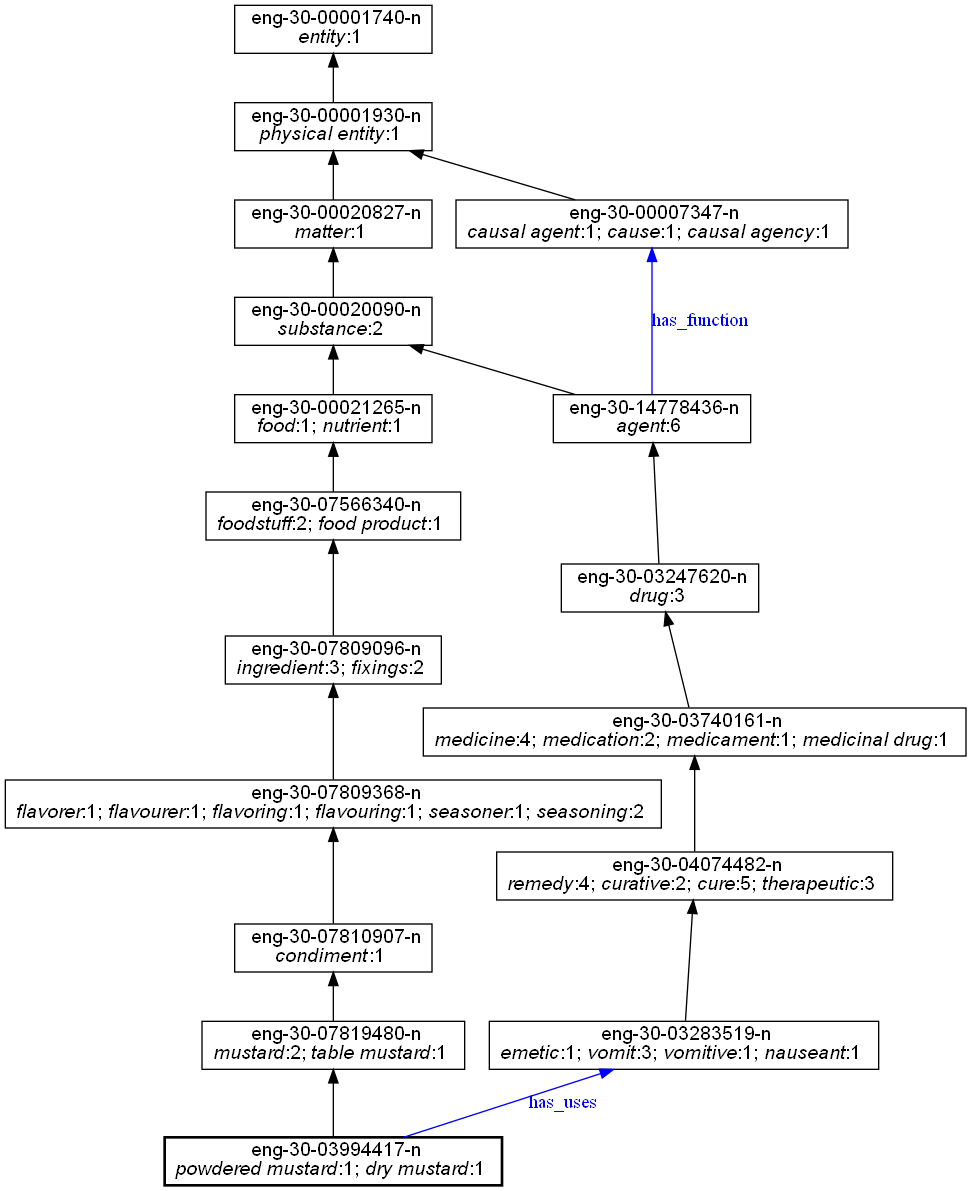 eng-30-00001740-n
entity:1
eng-30-00001930-n
physical entity:1
eng-30-00020827-n
matter:1
eng-30-00007347-n
causal agent:1; cause:1; causal agency:1
eng-30-00020090-n
substance:2
has_function
eng-30-00021265-n
food:1; nutrient:1
eng-30-14778436-n
agent:6
eng-30-07566340-n
foodstuff:2; food product:1
eng-30-03247620-n
drug:3
eng-30-07809096-n
ingredient:3; fixings:2
eng-30-03740161-n
medicine:4; medication:2; medicament:1; medicinal drug:1
eng-30-07809368-n
flavorer:1; flavourer:1; flavoring:1; flavouring:1; seasoner:1; seasoning:2
eng-30-04074482-n
remedy:4; curative:2; cure:5; therapeutic:3
eng-30-07810907-n
condiment:1
eng-30-07819480-n
mustard:2; table mustard:1
eng-30-03283519-n
emetic:1; vomit:3; vomitive:1; nauseant:1
has_uses
eng-30-03994417-n
powdered mustard:1; dry mustard:1